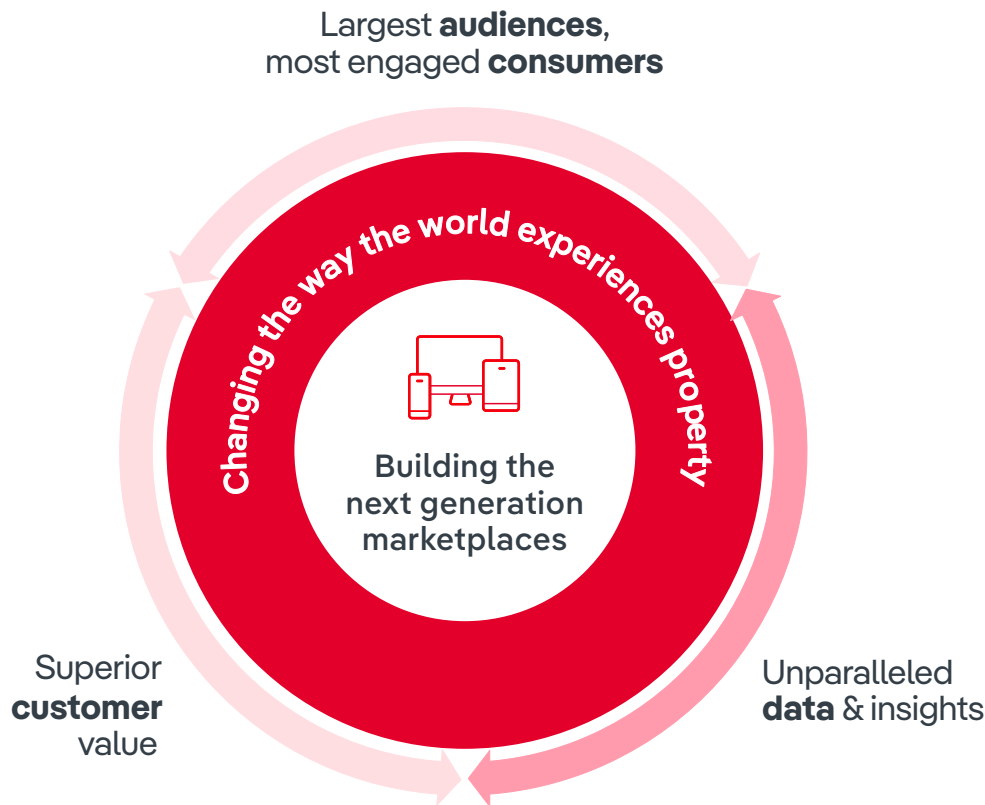 Largest audiences,
most engaged consumers
Changing the way the world experiences property
Building the
next generation
marketplaces
Superior
customer
value
Unparalleled
data & insights